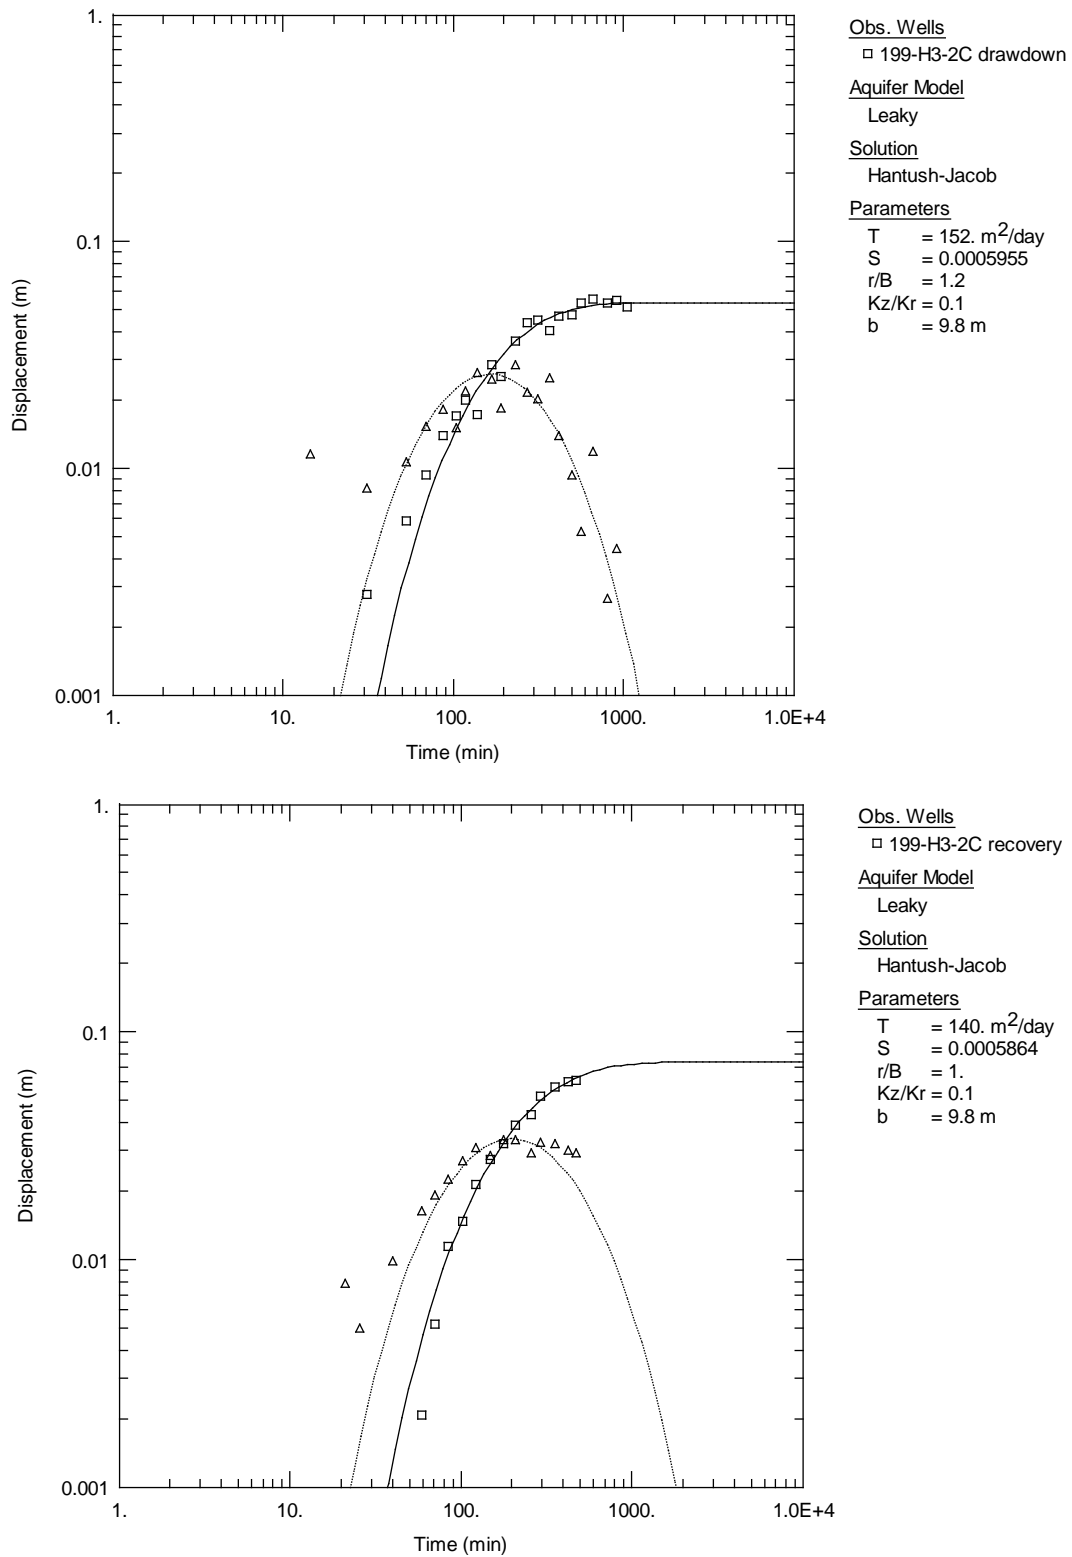 1.
0.1
0.01
0.001
Displacement (m)
1.
10.
100.
1000.
1.0E+4
Time (min)
Obs. Wells
□ 199-H3-2C drawdown
Aquifer Model
Leaky
Solution
Hantush-Jacob
Parameters
T = 152. m2/day
S = 0.0005955
r/B = 1.2
Kz/Kr = 0.1
b = 9.8 m
1.
0.1
0.01
0.001
Displacement (m)
1.
10.
100.
1000.
1.0E+4
Time (min)
Obs. Wells
□ 199-H3-2C recovery
Aquifer Model
Leaky
Solution
Hantush-Jacob
Parameters
T = 140. m2/day
S = 0.0005864
r/B = 1.
Kz/Kr = 0.1
b = 9.8 m